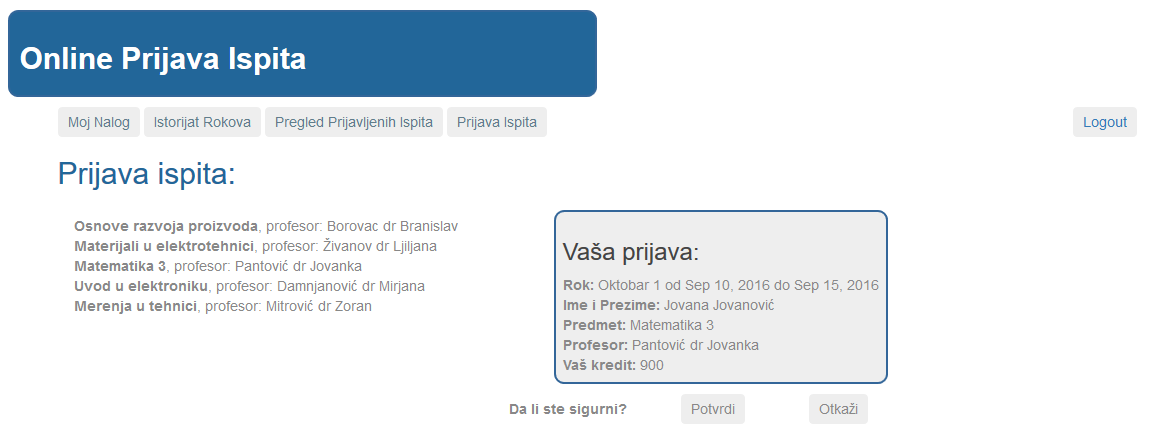 Online Prijava Ispita
Moj Nalog Istorijat Rokova Pregled Prijavljenih Ispita Prijava Ispita Logout
Prijava ispita:
Osnove razvoja proizvoda, profesor: Borovac dr Branislav
Materijali u elektrotehnici, profesor: Živanov dr Ljiljana
Matematika 3, profesor: Pantović dr Jovanka
Uvod u elektroniku, profesor: Damnjanović dr Mirjana
Merenja u tehnici, profesor: Mitrović dr Zoran
Vaša prijava:
Rok: Oktobar 1 od Sep 10, 2016 do Sep 15, 2016
Ime i Prezime: Jovana Jovanović
Predmet: Matematika 3
Profesor: Pantović dr Jovanka
Vaš kredit: 900
Da li ste sigurni? Potvrdi Otkaži